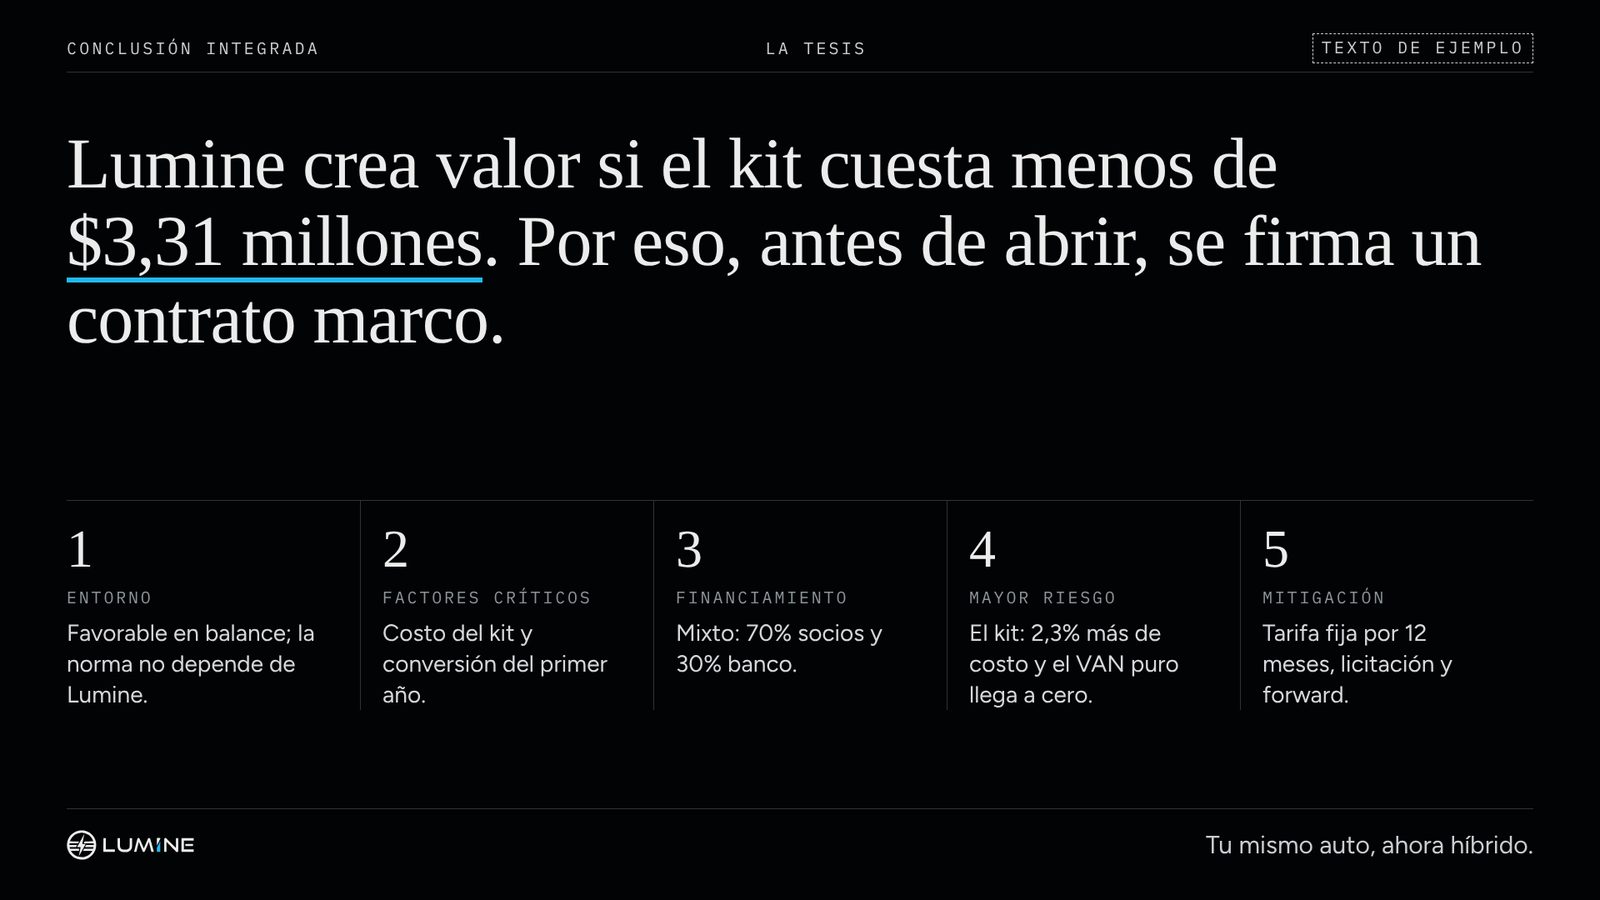 CONCLUSIÓN INTEGRADA
LA TESIS
TEXTO DE EJEMPLO
Lumine crea valor si el kit cuesta menos de
$3,31 millones. Por eso, antes de abrir, se firma un
contrato marco.
1
ENTORNO
Favorable en balance; la
norma no depende de
Lumine.
2
FACTORES CRÍTICOS
Costo del kit y
conversión del primer
año.
3
FINANCIAMIENTO
Mixto: 70% socios y
30% banco.
4
MAYOR RIESGO
El kit: 2,3% más de
costo y el VAN puro
llega a cero.
5
MITIGACIÓN
Tarifa fija por 12
meses, licitación y
forward.
LUMINE
Tu mismo auto, ahora híbrido.